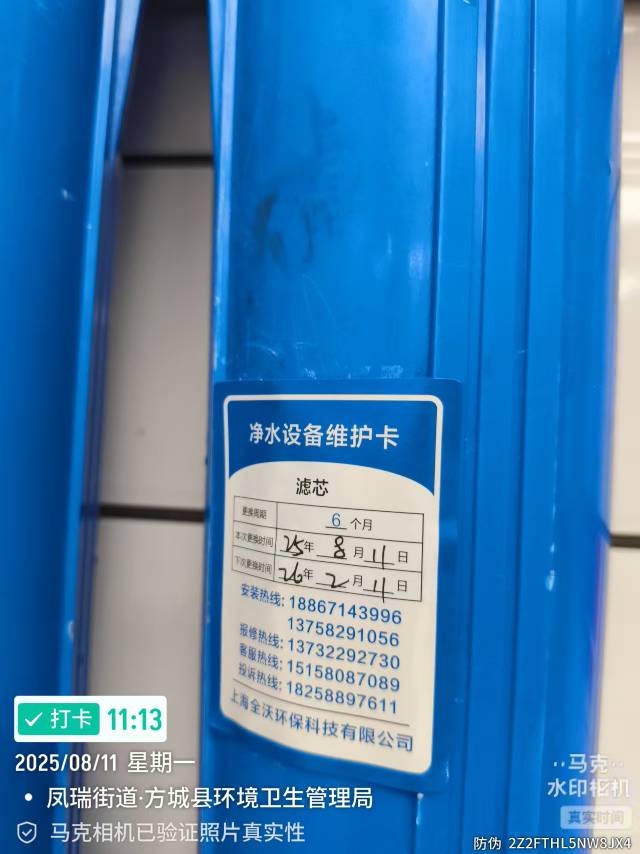 净水设备维护卡
滤芯
更换周期 6 个月
本次更换时间 25年 8 月 11 日
下次更换时间 26年 2 月 11 日
安装热线: 18867143996
13758291056
报修热线: 13732292730
客服热线: 15158087089
投诉热线: 18258897611
上海全沃环保科技有限公司
打卡 11:13
2025/08/11 星期一
凤瑞街道·方城县环境卫生管理局
马克相机已验证照片真实性
马克
水印相机
真实时间
防伪 2Z2FTHL5NW8JX4